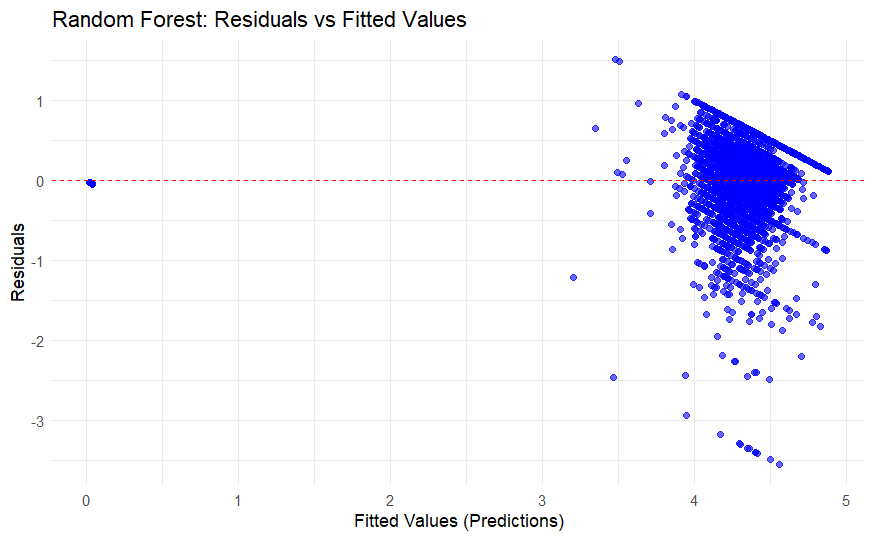 Random Forest: Residuals vs Fitted Values
1
0
-1
-2
-3
Residuals
0 1 2 3 4 5
Fitted Values (Predictions)